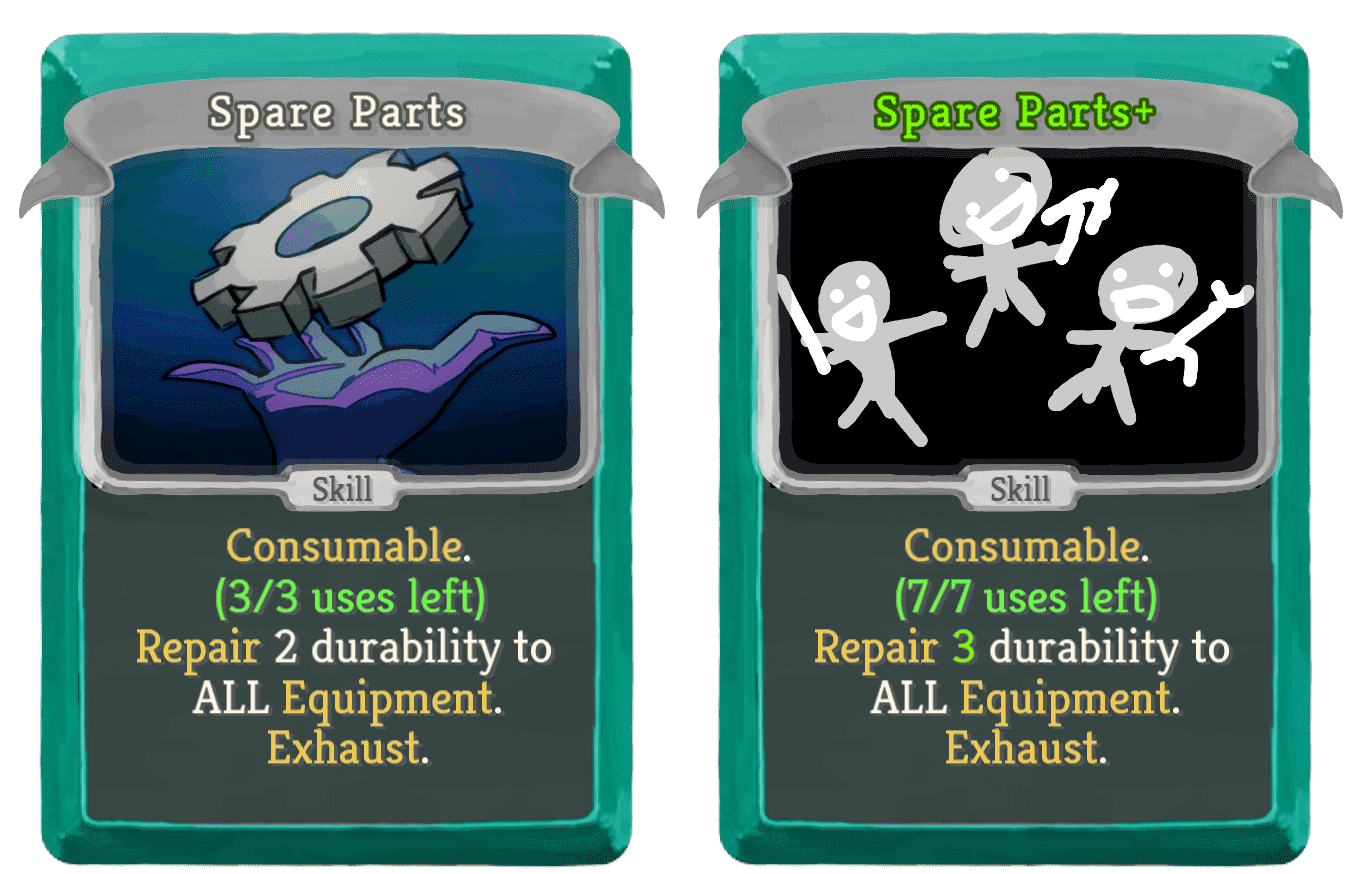 Spare Parts
Skill
Consumable.
(3/3 uses left)
Repair 2 durability to
ALL Equipment.
Exhaust.
Spare Parts+
Skill
Consumable.
(7/7 uses left)
Repair 3 durability to
ALL Equipment.
Exhaust.